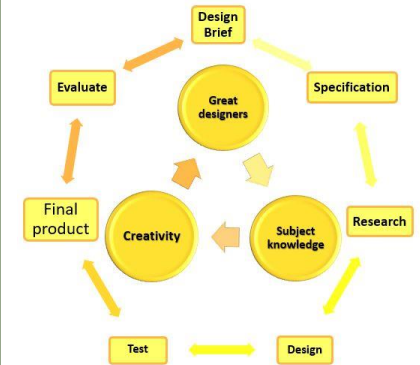 Design
Brief
Evaluate
Specification
Great
designers
Final
product
Creativity
Subject
knowledge
Research
Test
Design